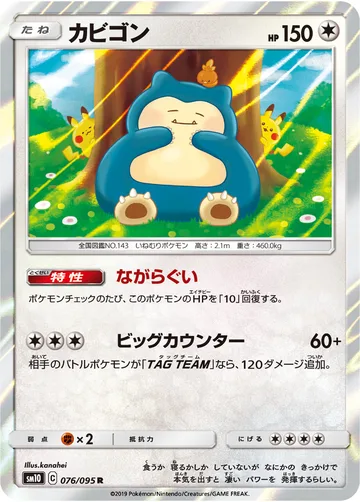 たね カビゴン HP 150
全国図鑑NO.143 いねむりポケモン 高さ:2.1m 重さ:460.0kg
とくせい
特性 ながらぐい
ポケモンチェックのたび、このポケモンのHPを「10」回復する。
ビッグカウンター 60+
相手のバトルポケモンが「TAG TEAM」なら、120ダメージ追加。
弱点 ×2 抵抗力 にげる
Illus.kanahei
sm10 C 076/095 R
食うか 寝るかしか していないが なにかの きっかけで
本気を出すと 凄い パワーを 発揮するらしい。
©2019 Pokémon/Nintendo/Creatures/GAME FREAK.